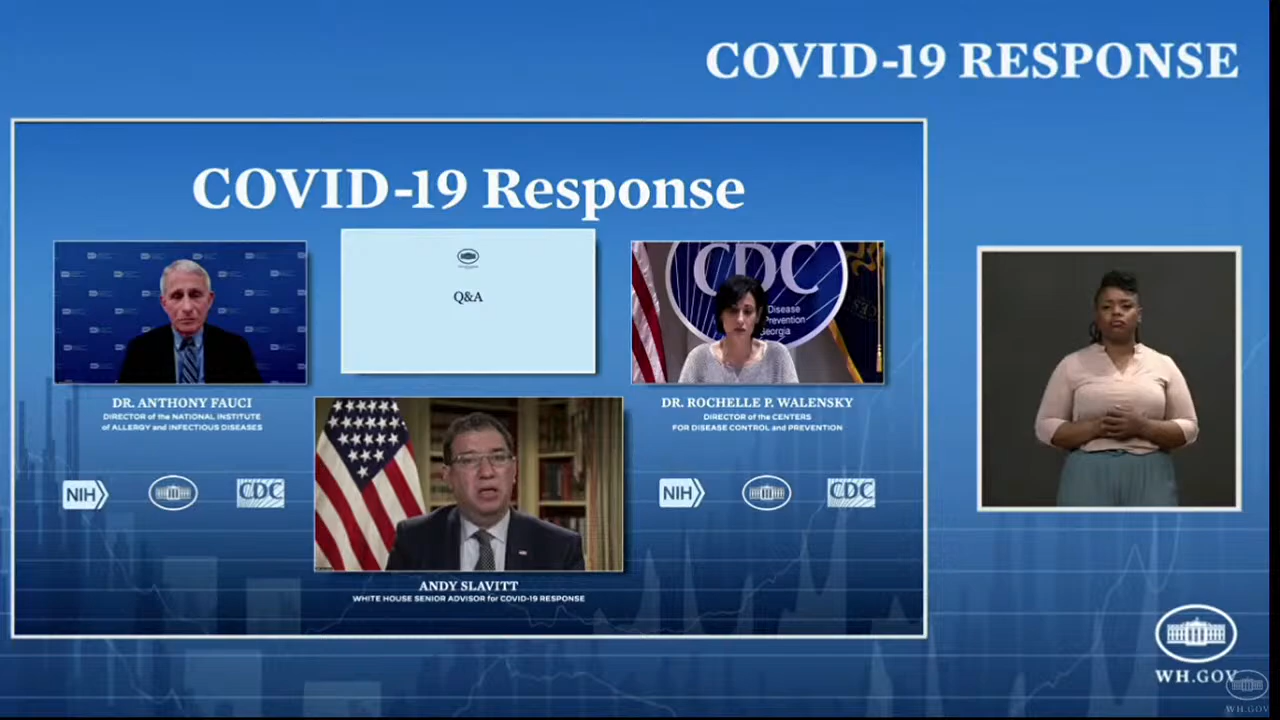 COVID-19 RESPONSE
COVID-19 Response
Q&A
CDC
Disease
Prevention
Georgia
DR. ANTHONY FAUCI
DIRECTOR of the NATIONAL INSTITUTE
of ALLERGY and INFECTIOUS DISEASES
DR. ROCHELLE P. WALENSKY
DIRECTOR of the CENTERS
FOR DISEASE CONTROL and PREVENTION
NIH
CDC
NIH
CDC
ANDY SLAVITT
WHITE HOUSE SENIOR ADVISOR for COVID-19 RESPONSE
WH.GOV
WH.GOV